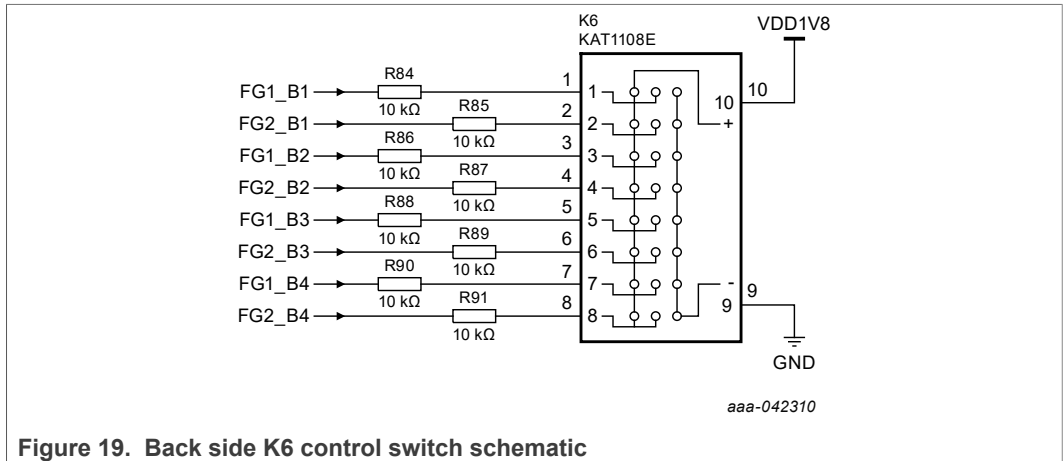 K6
KAT1108E
VDD1V8
FG1_B1 R84 10 kΩ 1 1
10 10
FG2_B1 R85 10 kΩ 2 2
+
FG1_B2 R86 10 kΩ 3 3
FG2_B2 R87 10 kΩ 4 4
FG1_B3 R88 10 kΩ 5 5
FG2_B3 R89 10 kΩ 6 6
FG1_B4 R90 10 kΩ 7 7
-
9 9
FG2_B4 R91 10 kΩ 8 8
GND
aaa-042310
Figure 19. Back side K6 control switch schematic